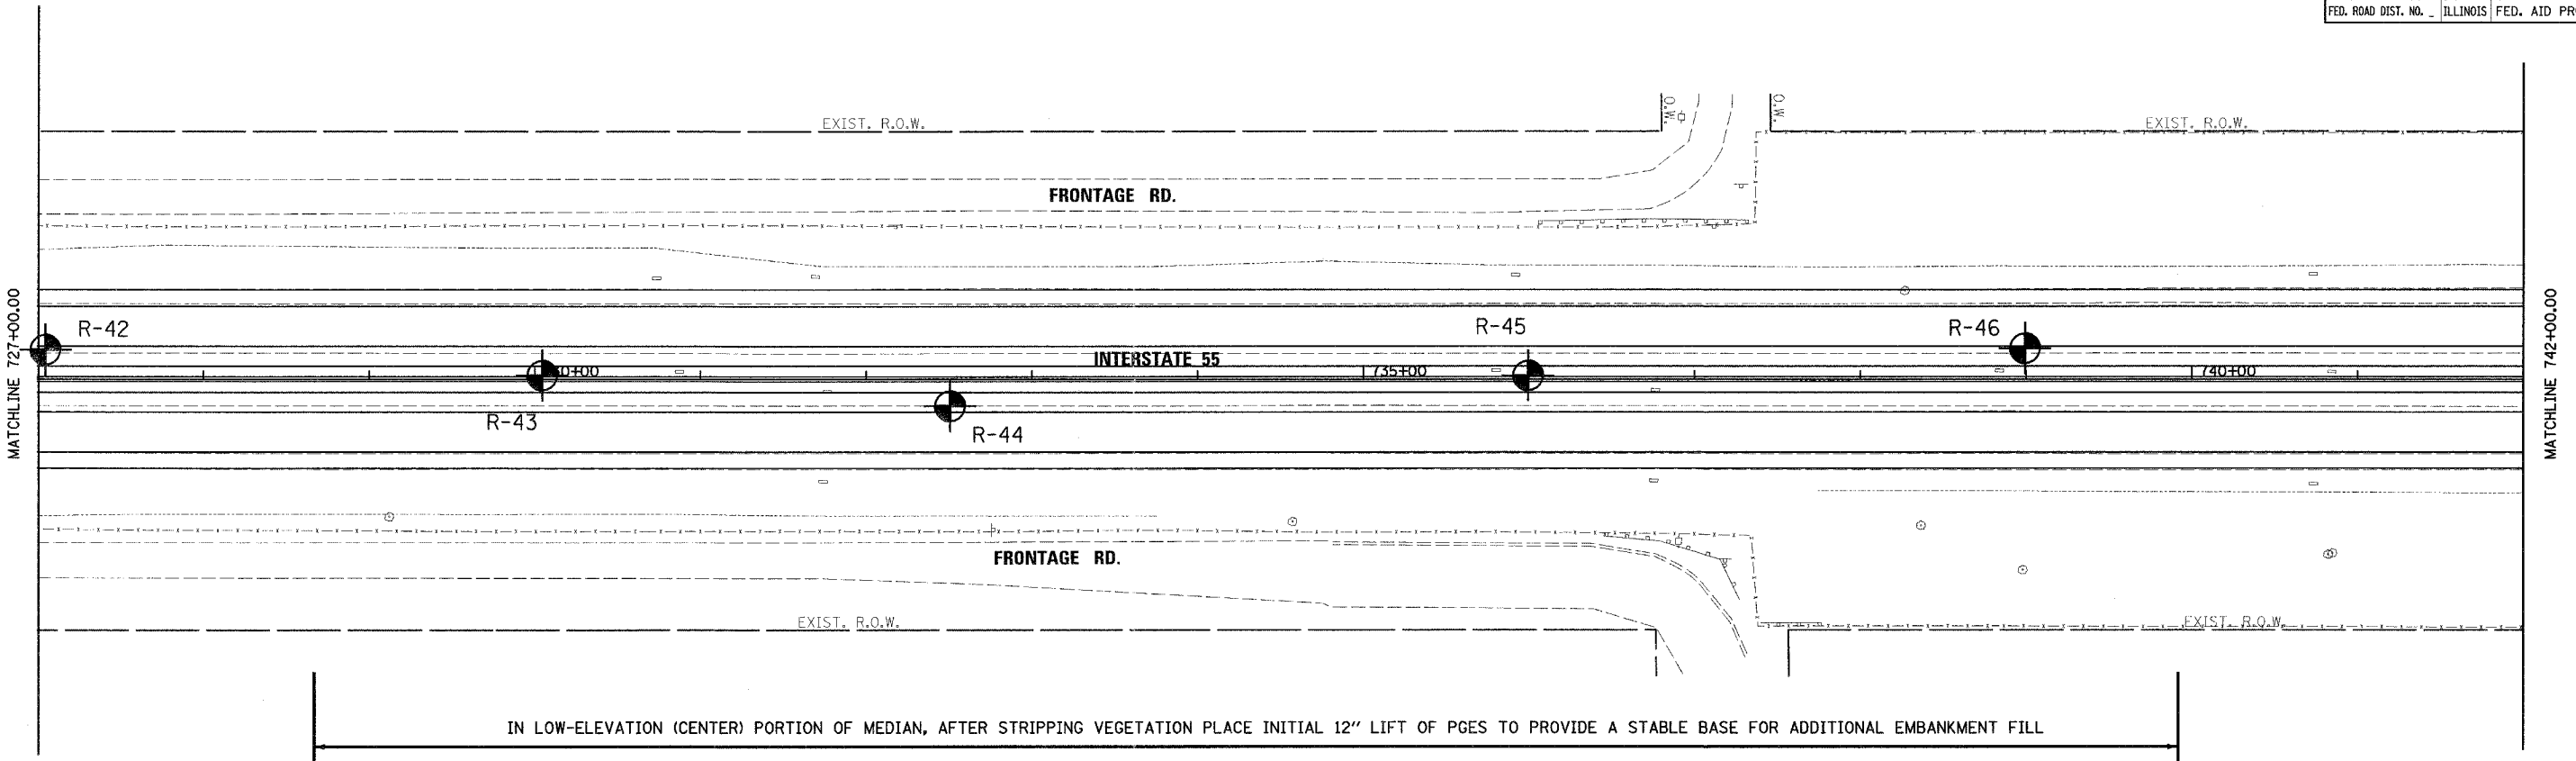 FED. ROAD DIST. NO. _ ILLINOIS FED. AID PR
EXIST. R.O.W.
O.W.
O.W.
EXIST. R.O.W.
FRONTAGE RD.
MATCHLINE 727+00.00
R-42
R-45
R-46
MATCHLINE 742+00.00
INTERSTATE 55
30+00
735+00
740+00
R-43
R-44
FRONTAGE RD.
EXIST. R.O.W.
EXIST. R.O.W.
IN LOW-ELEVATION (CENTER) PORTION OF MEDIAN, AFTER STRIPPING VEGETATION PLACE INITIAL 12" LIFT OF PGES TO PROVIDE A STABLE BASE FOR ADDITIONAL EMBANKMENT FILL